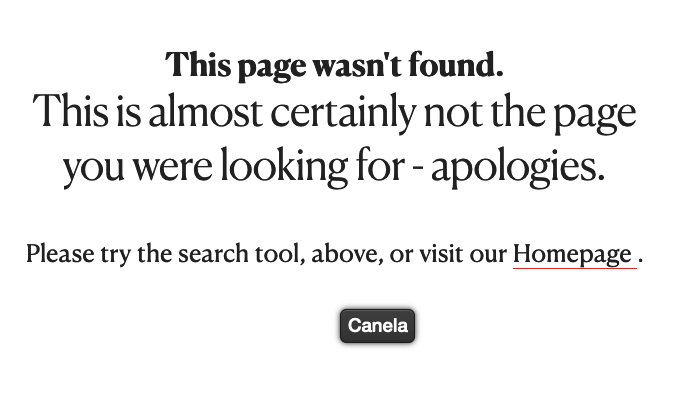 This page wasn't found.
This is almost certainly not the page
you were looking for - apologies.
Please try the search tool, above, or visit our Homepage .
Canela